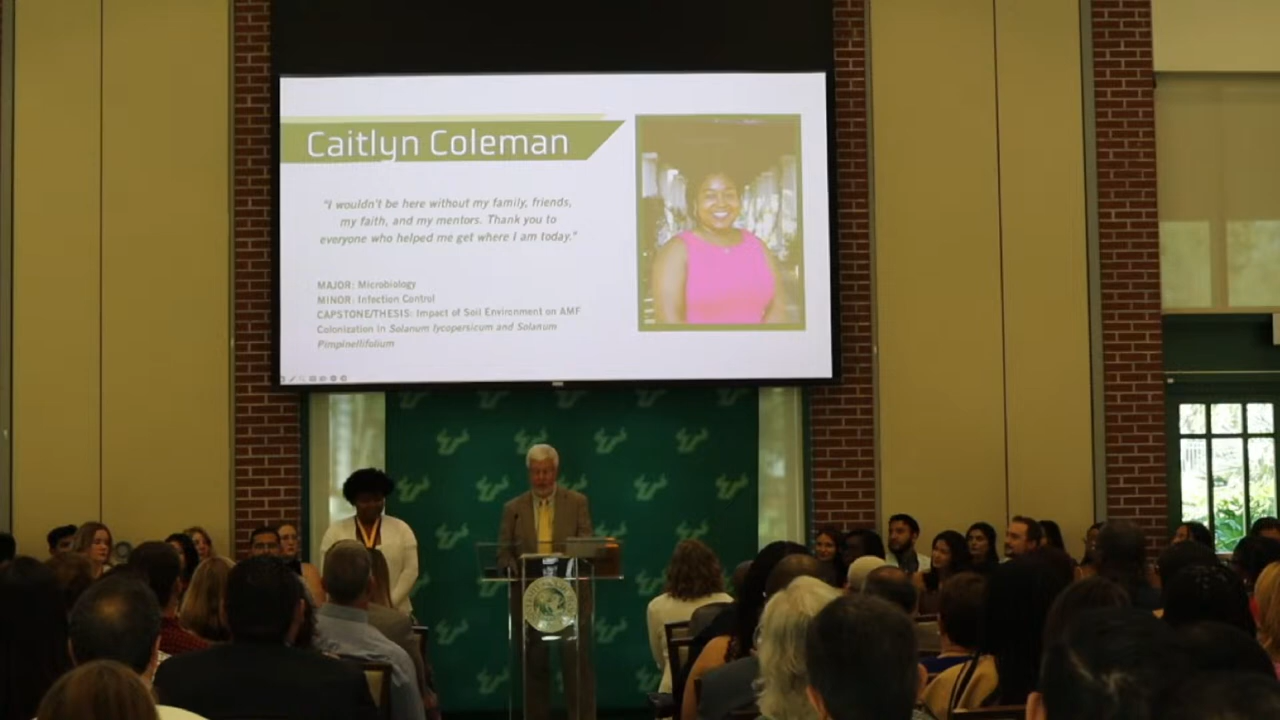 Caitlyn Coleman
"I wouldn't be here without my family, friends,
my faith, and my mentors. Thank you to
everyone who helped me get where I am today."
MAJOR: Microbiology
MINOR: Infection Control
CAPSTONE/THESIS: Impact of Soil Environment on AMF
Colonization in Solanum lycopersicum and Solanum
Pimpinellifolium